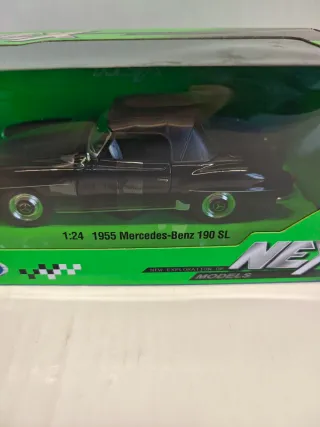 1:24 1955 Mercedes-Benz 190 SL
NEX
NEW EXPLORATION OF
MODELS